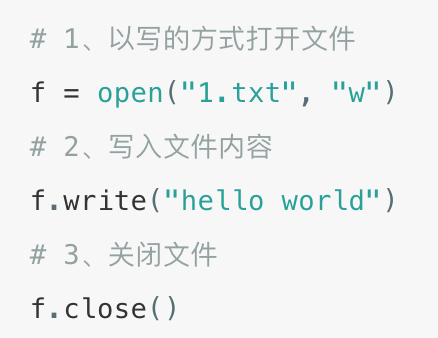 # 1、以写的方式打开文件
f = open("1.txt", "w")
# 2、写入文件内容
f.write("hello world")
# 3、关闭文件
f.close()